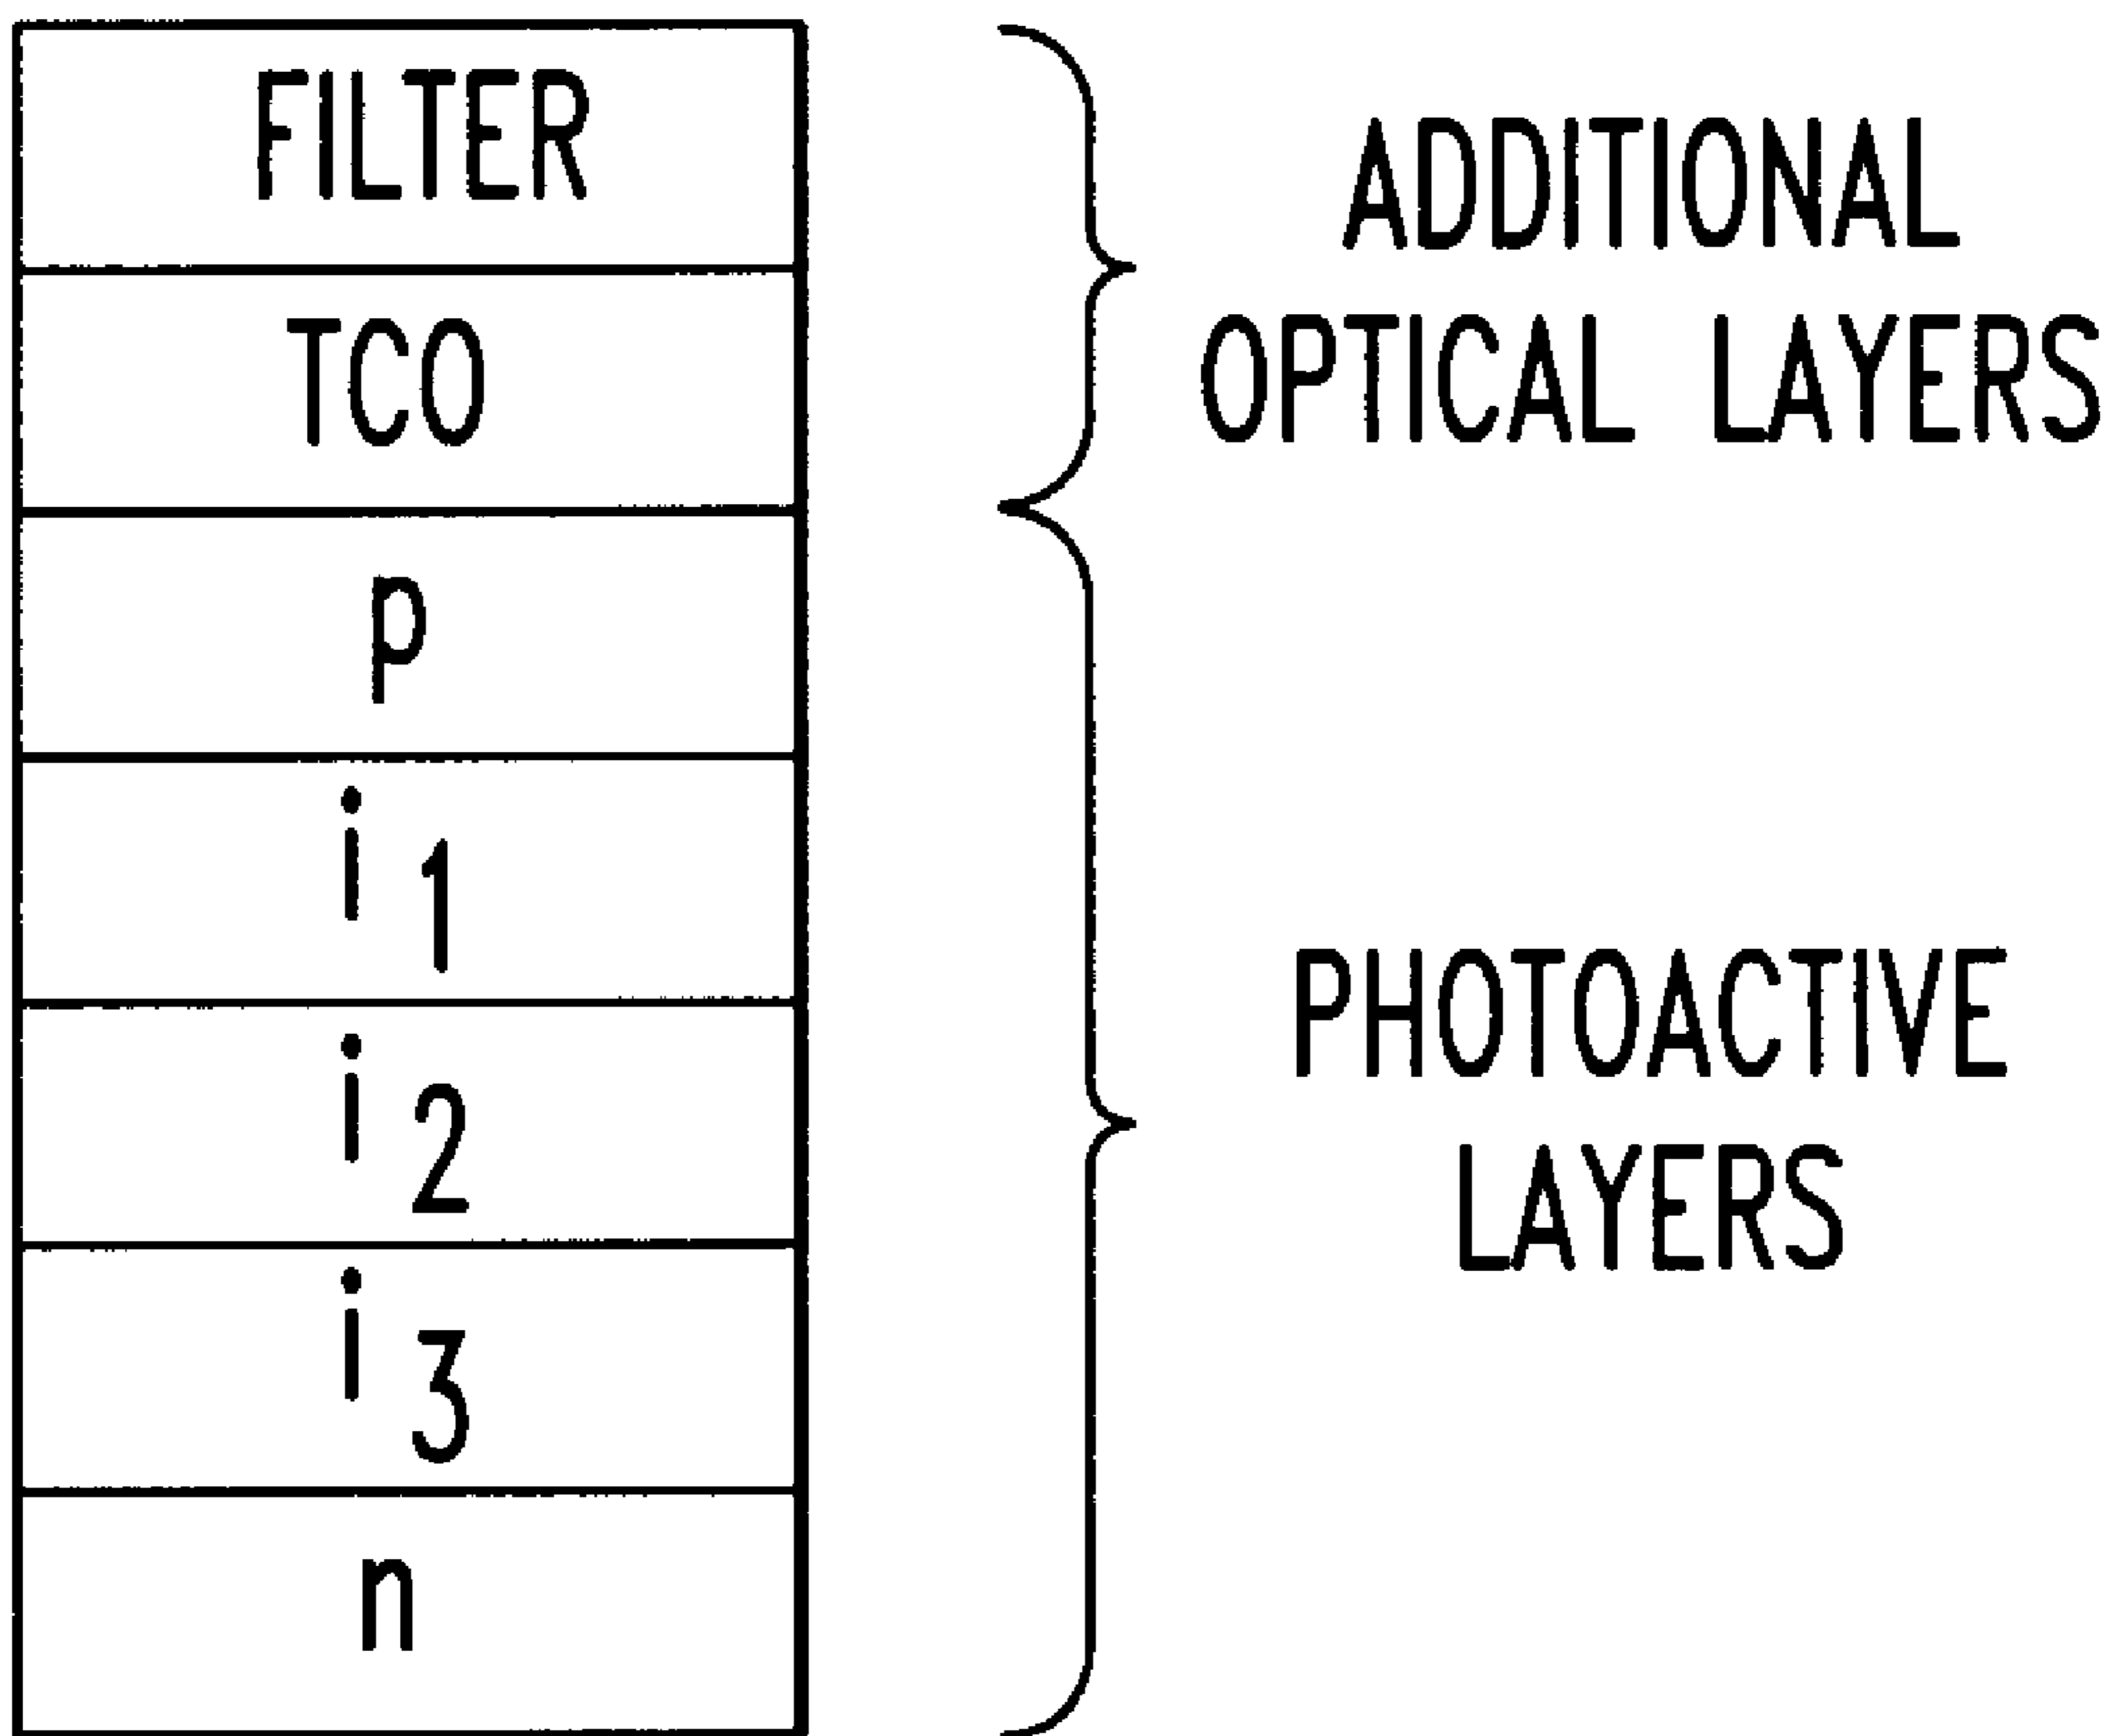 FILTER
TCO
p
i 1
i 2
i 3
n
ADDITIONAL
OPTICAL LAYERS
PHOTOACTIVE
LAYERS